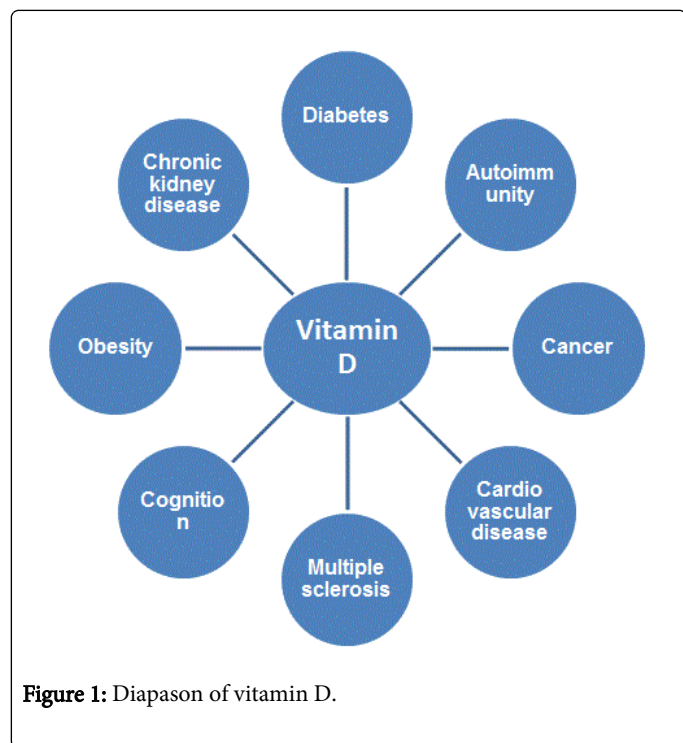 Diabetes
Autoimm
unity
Cancer
Cardio
vascular
disease
Multiple
sclerosis
Cognitio
n
Obesity
Chronic
kidney
disease
Vitamin
D
Figure 1: Diapason of vitamin D.